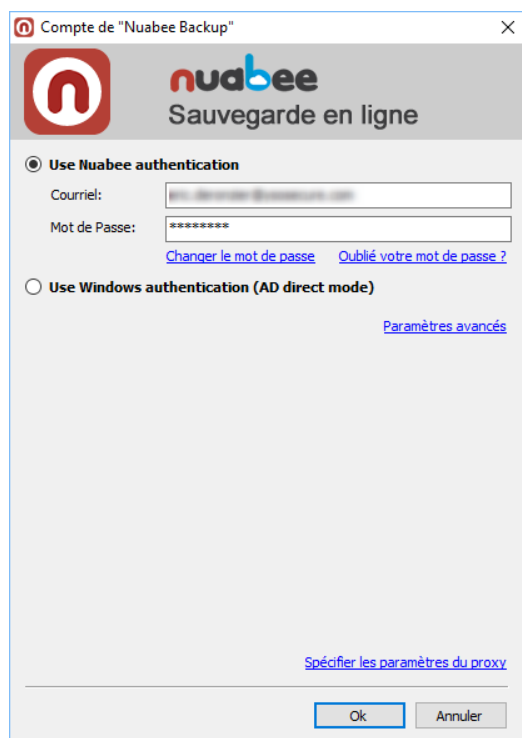 Compte de "Nuabee Backup"
nuabee
Sauvegarde en ligne
Use Nuabee authentication
Courriel:
Mot de Passe: ********
Changer le mot de passe Oublié votre mot de passe ?
Use Windows authentication (AD direct mode)
Paramètres avancés
Spécifier les paramètres du proxy
Ok Annuler